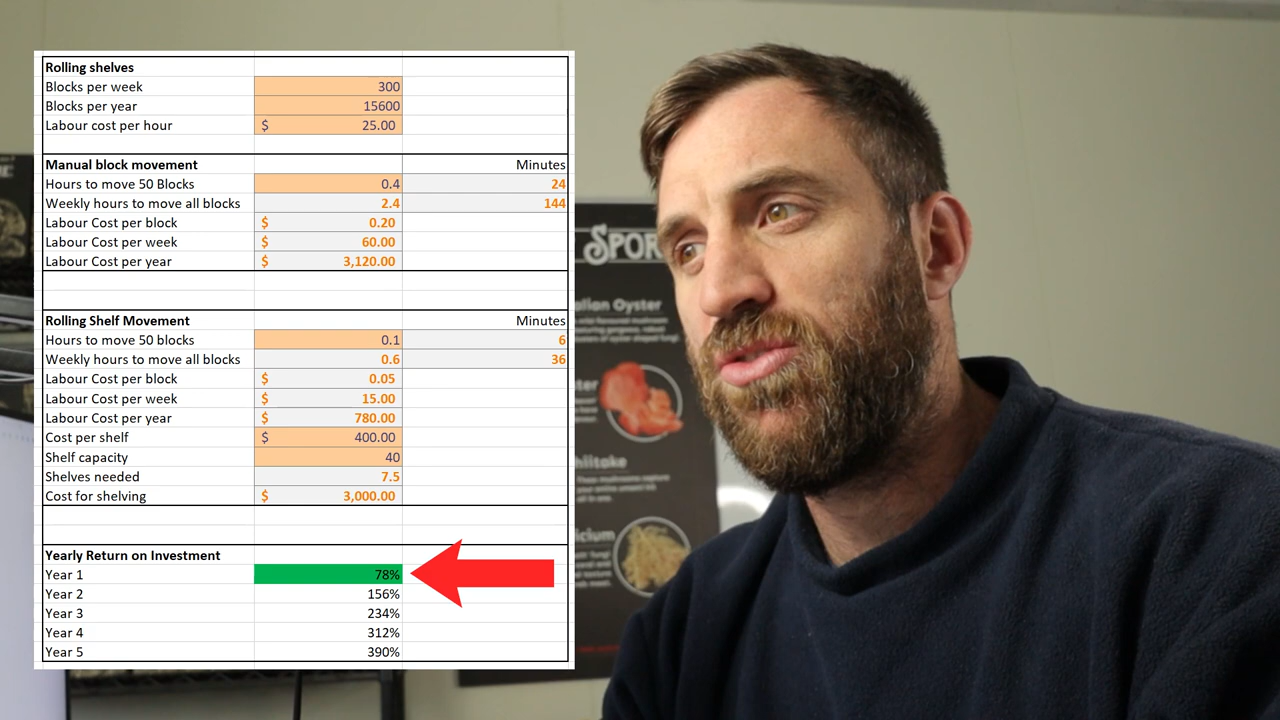 Rolling shelves
Blocks per week 300
Blocks per year 15600
Labour cost per hour $ 25.00
Manual block movement Minutes
Hours to move 50 Blocks 0.4 24
Weekly hours to move all blocks 2.4 144
Labour Cost per block $ 0.20
Labour Cost per week $ 60.00
Labour Cost per year $ 3,120.00
Rolling Shelf Movement Minutes
Hours to move 50 blocks 0.1 6
Weekly hours to move all blocks 0.6 36
Labour Cost per block $ 0.05
Labour Cost per week $ 15.00
Labour Cost per year $ 780.00
Cost per shelf $ 400.00
Shelf capacity 40
Shelves needed 7.5
Cost for shelving $ 3,000.00
Yearly Return on Investment
Year 1 78%
Year 2 156%
Year 3 234%
Year 4 312%
Year 5 390%
Oyster